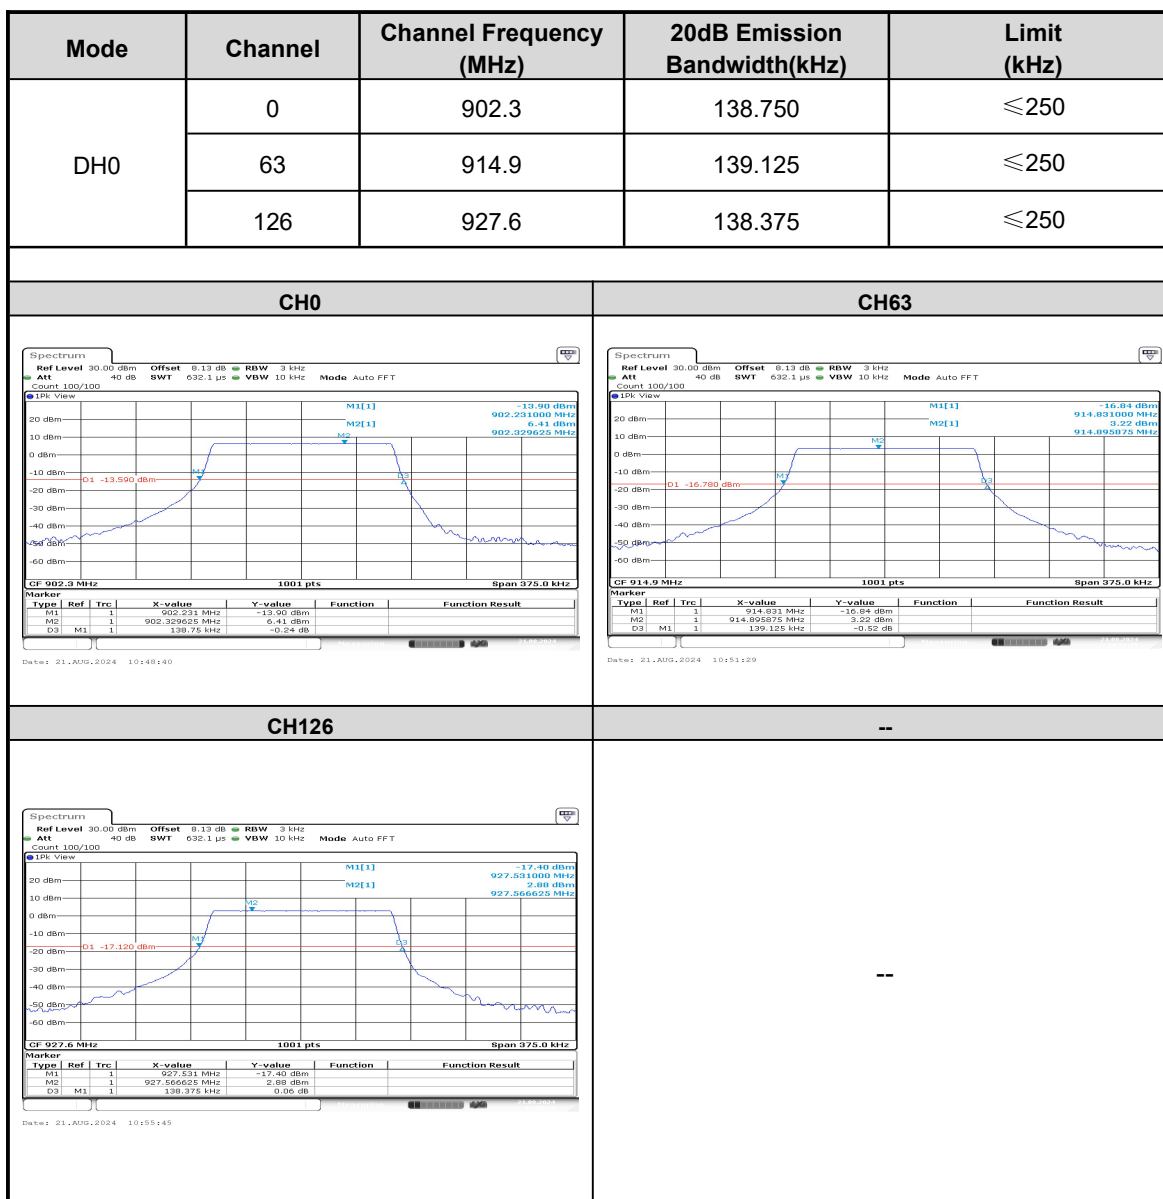 Mode Channel Channel Frequency (MHz) 20dB Emission Bandwidth(kHz) Limit (kHz)
DH0
0 902.3 138.750 ≤250
63 914.9 139.125 ≤250
126 927.6 138.375 ≤250
CH0 CH63
Spectrum
Ref Level 30.00 dBm Offset 8.13 dB RBW 3 kHz
Att 40 dB SWT 632.1 µs VBW 10 kHz Mode Auto FFT
Count 100/100
1Pk View
M1[1] -13.90 dBm
902.231000 MHz
M2[1] 6.41 dBm
902.329625 MHz
20 dBm
10 dBm
M2
0 dBm
-10 dBm
M1
D3
D1 -13.590 dBm
-20 dBm
-30 dBm
-40 dBm
-50 dBm
-60 dBm
CF 902.3 MHz 1001 pts Span 375.0 kHz
Marker
Type Ref Trc X-value Y-value Function Function Result
M1 1 902.231 MHz -13.90 dBm
M2 1 902.329625 MHz 6.41 dBm
D3 M1 1 138.75 kHz -0.24 dB
Date: 21.AUG.2024 10:48:40
Spectrum
Ref Level 30.00 dBm Offset 8.13 dB RBW 3 kHz
Att 40 dB SWT 632.1 µs VBW 10 kHz Mode Auto FFT
Count 100/100
1Pk View
M1[1] -16.84 dBm
914.831000 MHz
M2[1] 3.22 dBm
914.895875 MHz
20 dBm
10 dBm
M2
0 dBm
-10 dBm
M1
D3
D1 -16.780 dBm
-20 dBm
-30 dBm
-40 dBm
-50 dBm
-60 dBm
CF 914.9 MHz 1001 pts Span 375.0 kHz
Marker
Type Ref Trc X-value Y-value Function Function Result
M1 1 914.831 MHz -16.84 dBm
M2 1 914.895875 MHz 3.22 dBm
D3 M1 1 139.125 kHz -0.52 dB
Date: 21.AUG.2024 10:51:29
CH126 --
Spectrum
Ref Level 30.00 dBm Offset 8.13 dB RBW 3 kHz
Att 40 dB SWT 632.1 µs VBW 10 kHz Mode Auto FFT
Count 100/100
1Pk View
M1[1] -17.40 dBm
927.531000 MHz
M2[1] 2.88 dBm
927.566625 MHz
20 dBm
10 dBm
M2
0 dBm
-10 dBm
M1
D3
D1 -17.120 dBm
-20 dBm
-30 dBm
-40 dBm
-50 dBm
-60 dBm
CF 927.6 MHz 1001 pts Span 375.0 kHz
Marker
Type Ref Trc X-value Y-value Function Function Result
M1 1 927.531 MHz -17.40 dBm
M2 1 927.566625 MHz 2.88 dBm
D3 M1 1 138.375 kHz 0.06 dB
Date: 21.AUG.2024 10:55:45
--